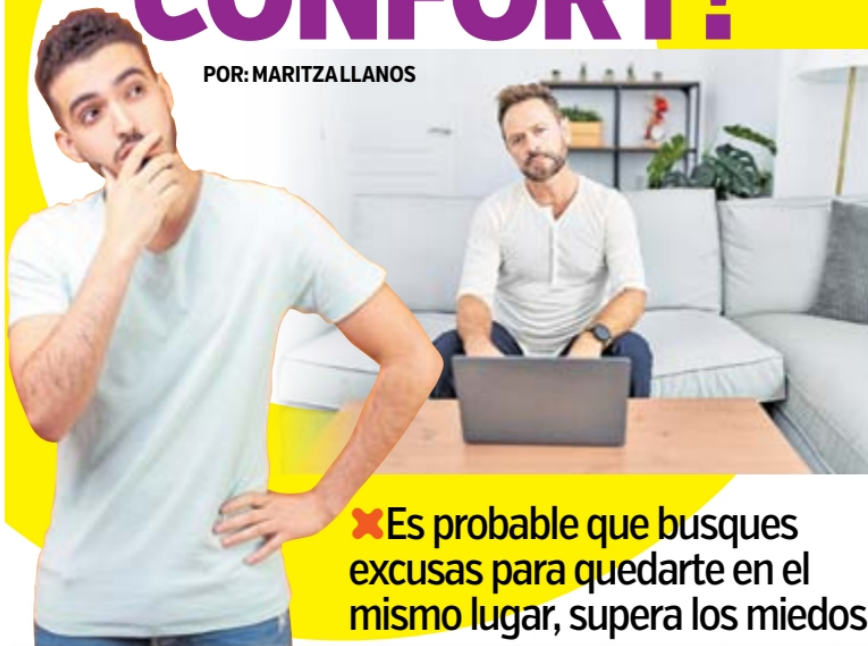 CONFORT?
POR: MARITZA LLANOS
Es probable que busques
excusas para quedarte en el
mismo lugar, supera los miedos